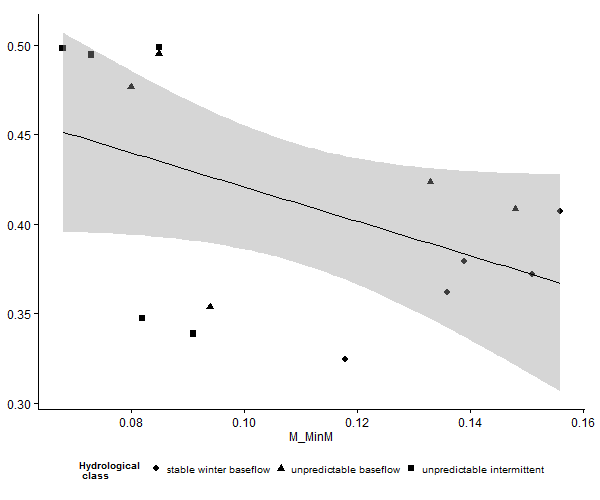 0.50
0.45
0.40
0.35
0.30
0.08 0.10 0.12 0.14 0.16
M_MinM
Hydrological
class
stable winter baseflow unpredictable baseflow unpredictable intermittent